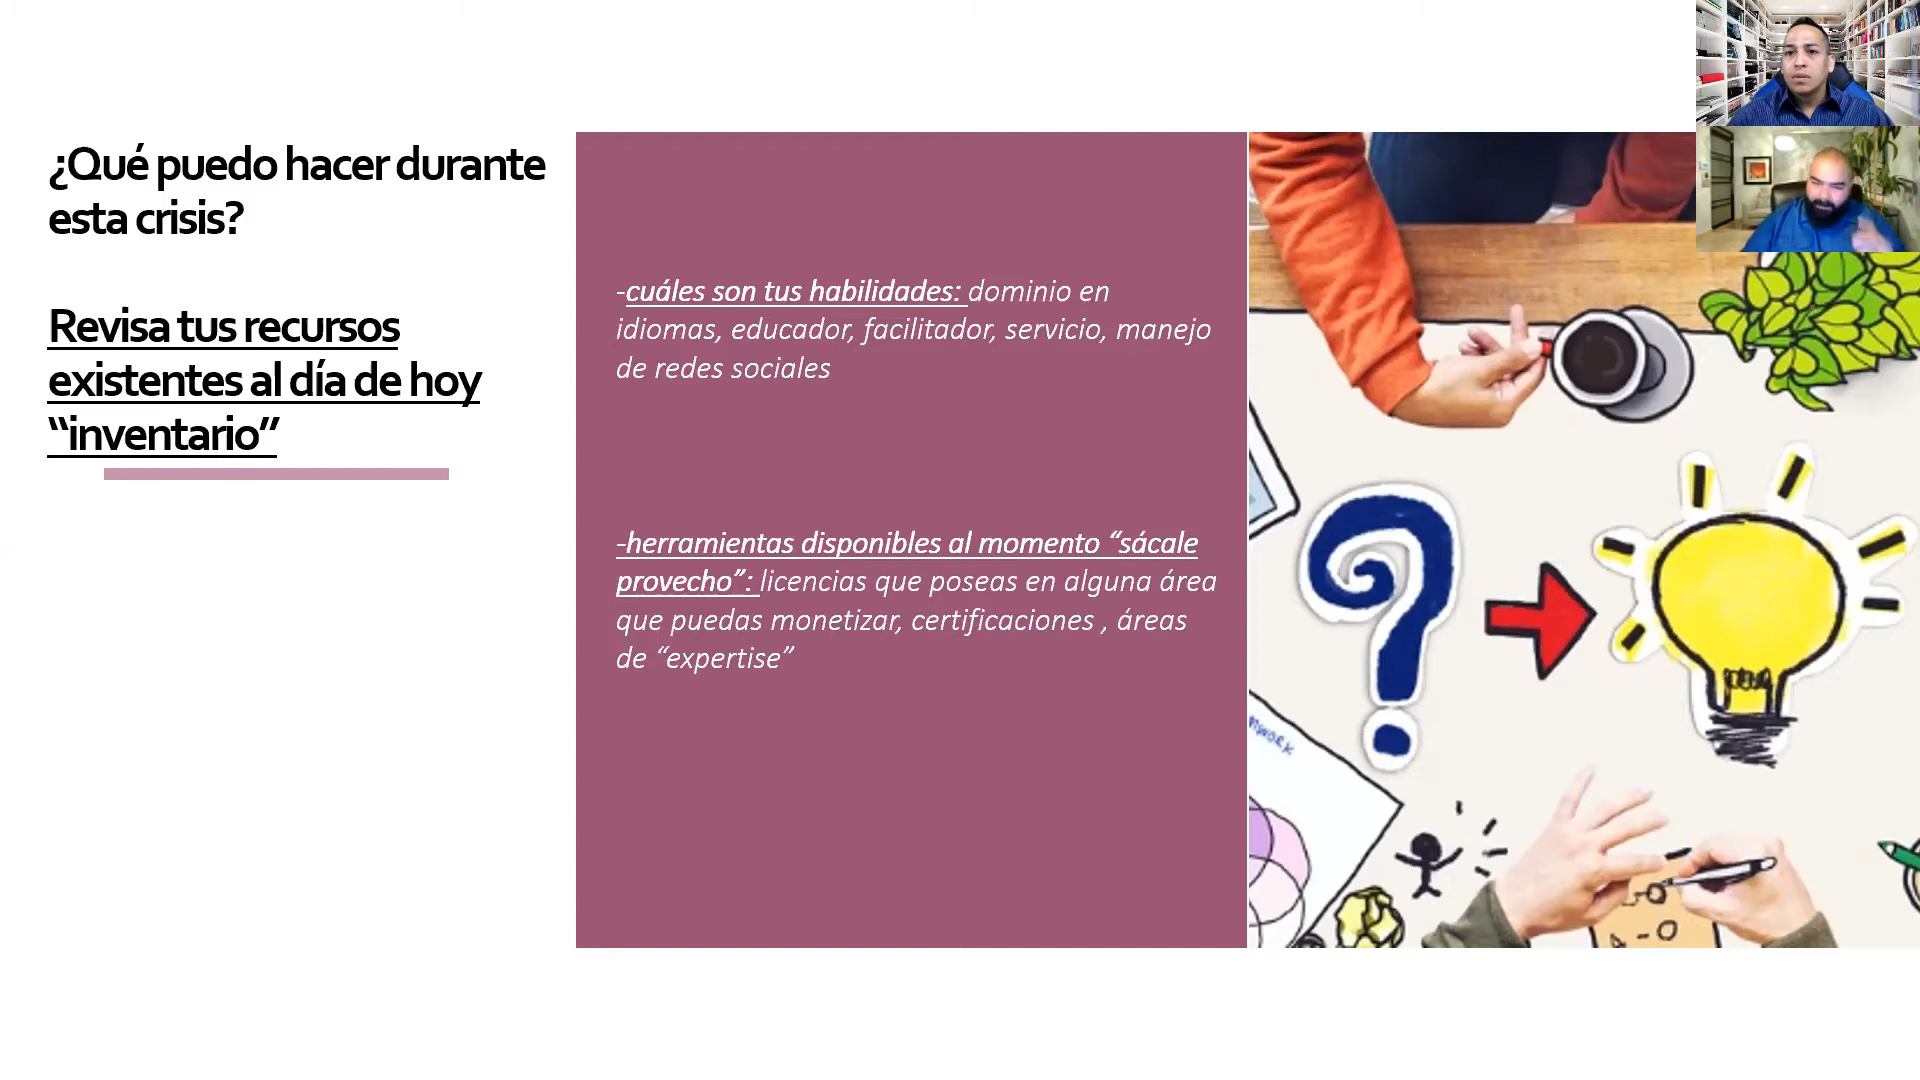 ¿Qué puedo hacer durante
esta crisis?
Revisa tus recursos
existentes al día de hoy
“inventario”
-cuáles son tus habilidades: dominio en
idiomas, educador, facilitador, servicio, manejo
de redes sociales
-herramientas disponibles al momento “sácale
provecho”: licencias que poseas en alguna área
que puedas monetizar, certificaciones , áreas
de “expertise”
?